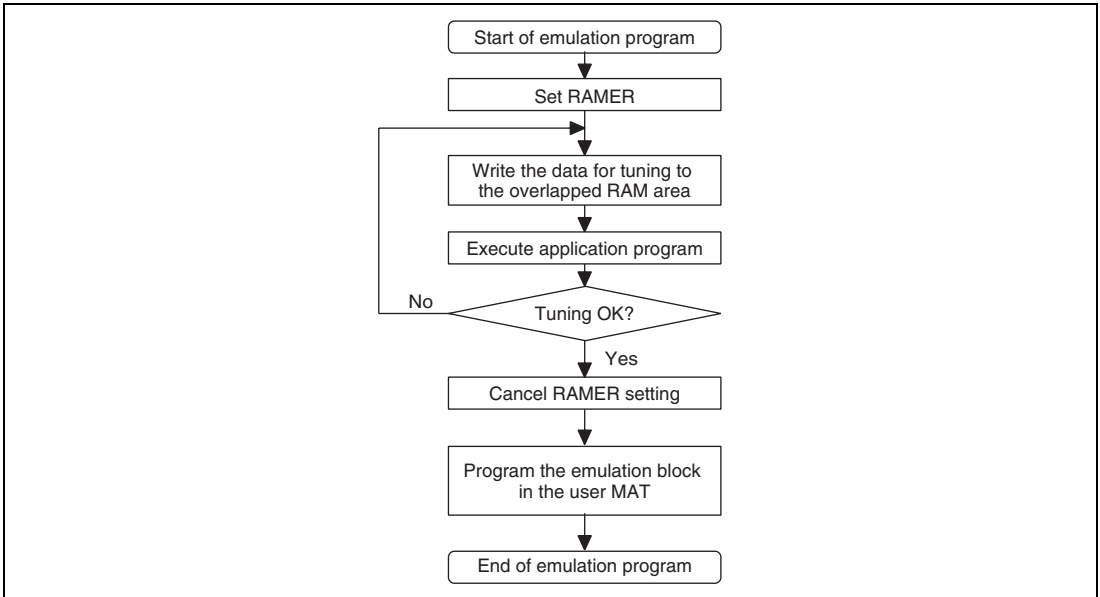 Start of emulation program
Set RAMER
Write the data for tuning to
the overlapped RAM area
Execute application program
No
Tuning OK?
Yes
Cancel RAMER setting
Program the emulation block
in the user MAT
End of emulation program